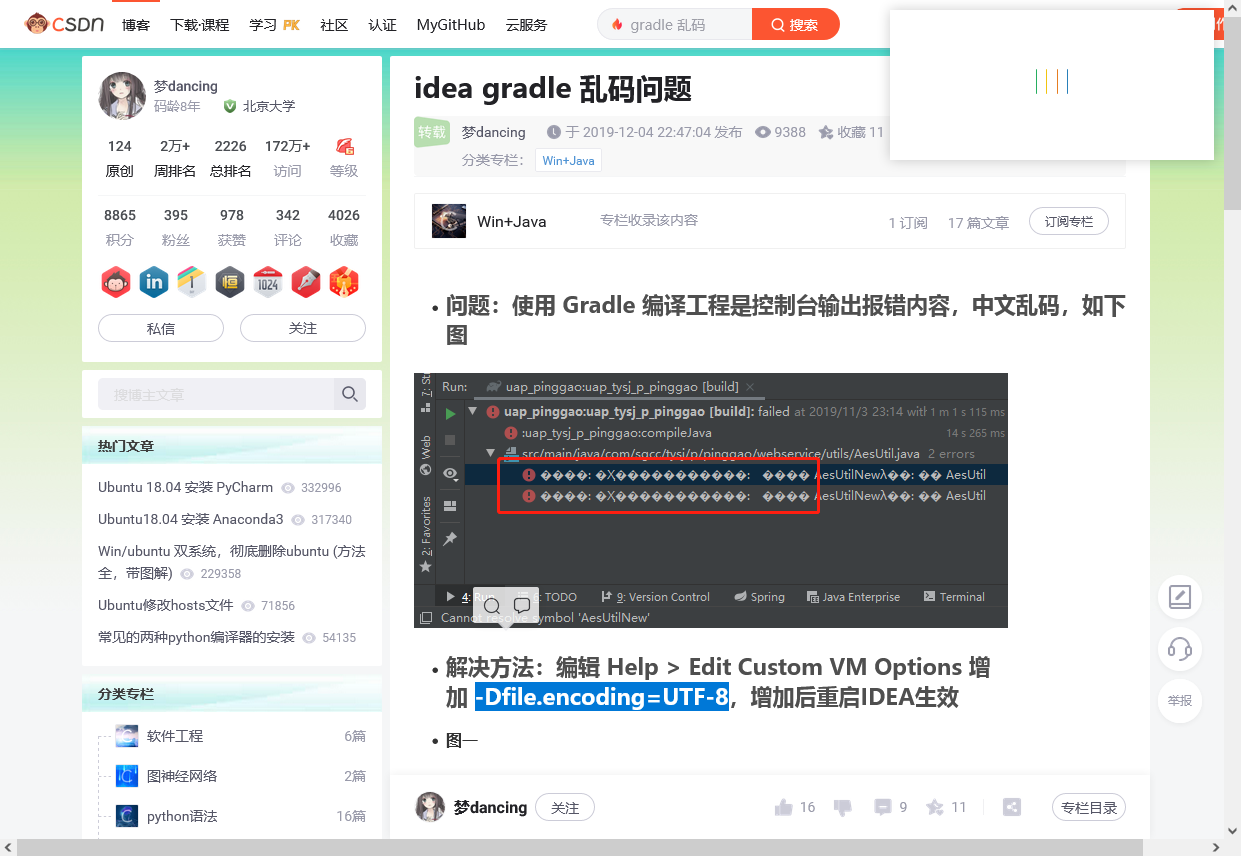 CSDN 博客 下载·课程 学习 PK 社区 认证 MyGitHub 云服务 gradle 乱码 搜索
梦dancing
码龄8年 北京大学
124 2万+ 2226 172万+
原创 周排名 总排名 访问 等级
8865 395 978 342 4026
积分 粉丝 获赞 评论 收藏
in 1 恒 1024
私信 关注
搜博主文章
热门文章
Ubuntu 18.04 安装 PyCharm 332996
Ubuntu18.04 安装 Anaconda3 317340
Win/ubuntu 双系统，彻底删除ubuntu (方法
全，带图解) 229358
Ubuntu修改hosts文件 71856
常见的两种python编译器的安装 54135
分类专栏
软件工程 6篇
图神经网络 2篇
python语法 16篇
idea gradle 乱码问题
转载 梦dancing 于 2019-12-04 22:47:04 发布 9388 收藏 11
分类专栏： Win+Java
Win+Java 专栏收录该内容 1 订阅 17 篇文章 订阅专栏
• 问题：使用 Gradle 编译工程是控制台输出报错内容，中文乱码，如下
图
Run: uap_pinggao:uap_tysj_p_pinggao [build] ×
uap_pinggao:uap_tysj_p_pinggao [build]: failed at 2019/11/3 23:14 with 1 m 1 s 115 ms
:uap_tysj_p_pinggao:compileJava 14 s 265 ms
src/main/java/com/sgcc/tysj/p/pinggao/webservice/utils/AesUtil.java 2 errors
����: �Ҳ�����������: ���� AesUtilNewλ��: �� AesUtil
����: �Ҳ�����������: ���� AesUtilNewλ��: �� AesUtil
Web
2: Favorites
4: Run 6: TODO 9: Version Control Spring Java Enterprise Terminal
Cannot resolve symbol 'AesUtilNew'
• 解决方法：编辑 Help > Edit Custom VM Options 增
加 -Dfile.encoding=UTF-8，增加后重启IDEA生效
• 图一
梦dancing 关注 16 9 11 专栏目录
举报